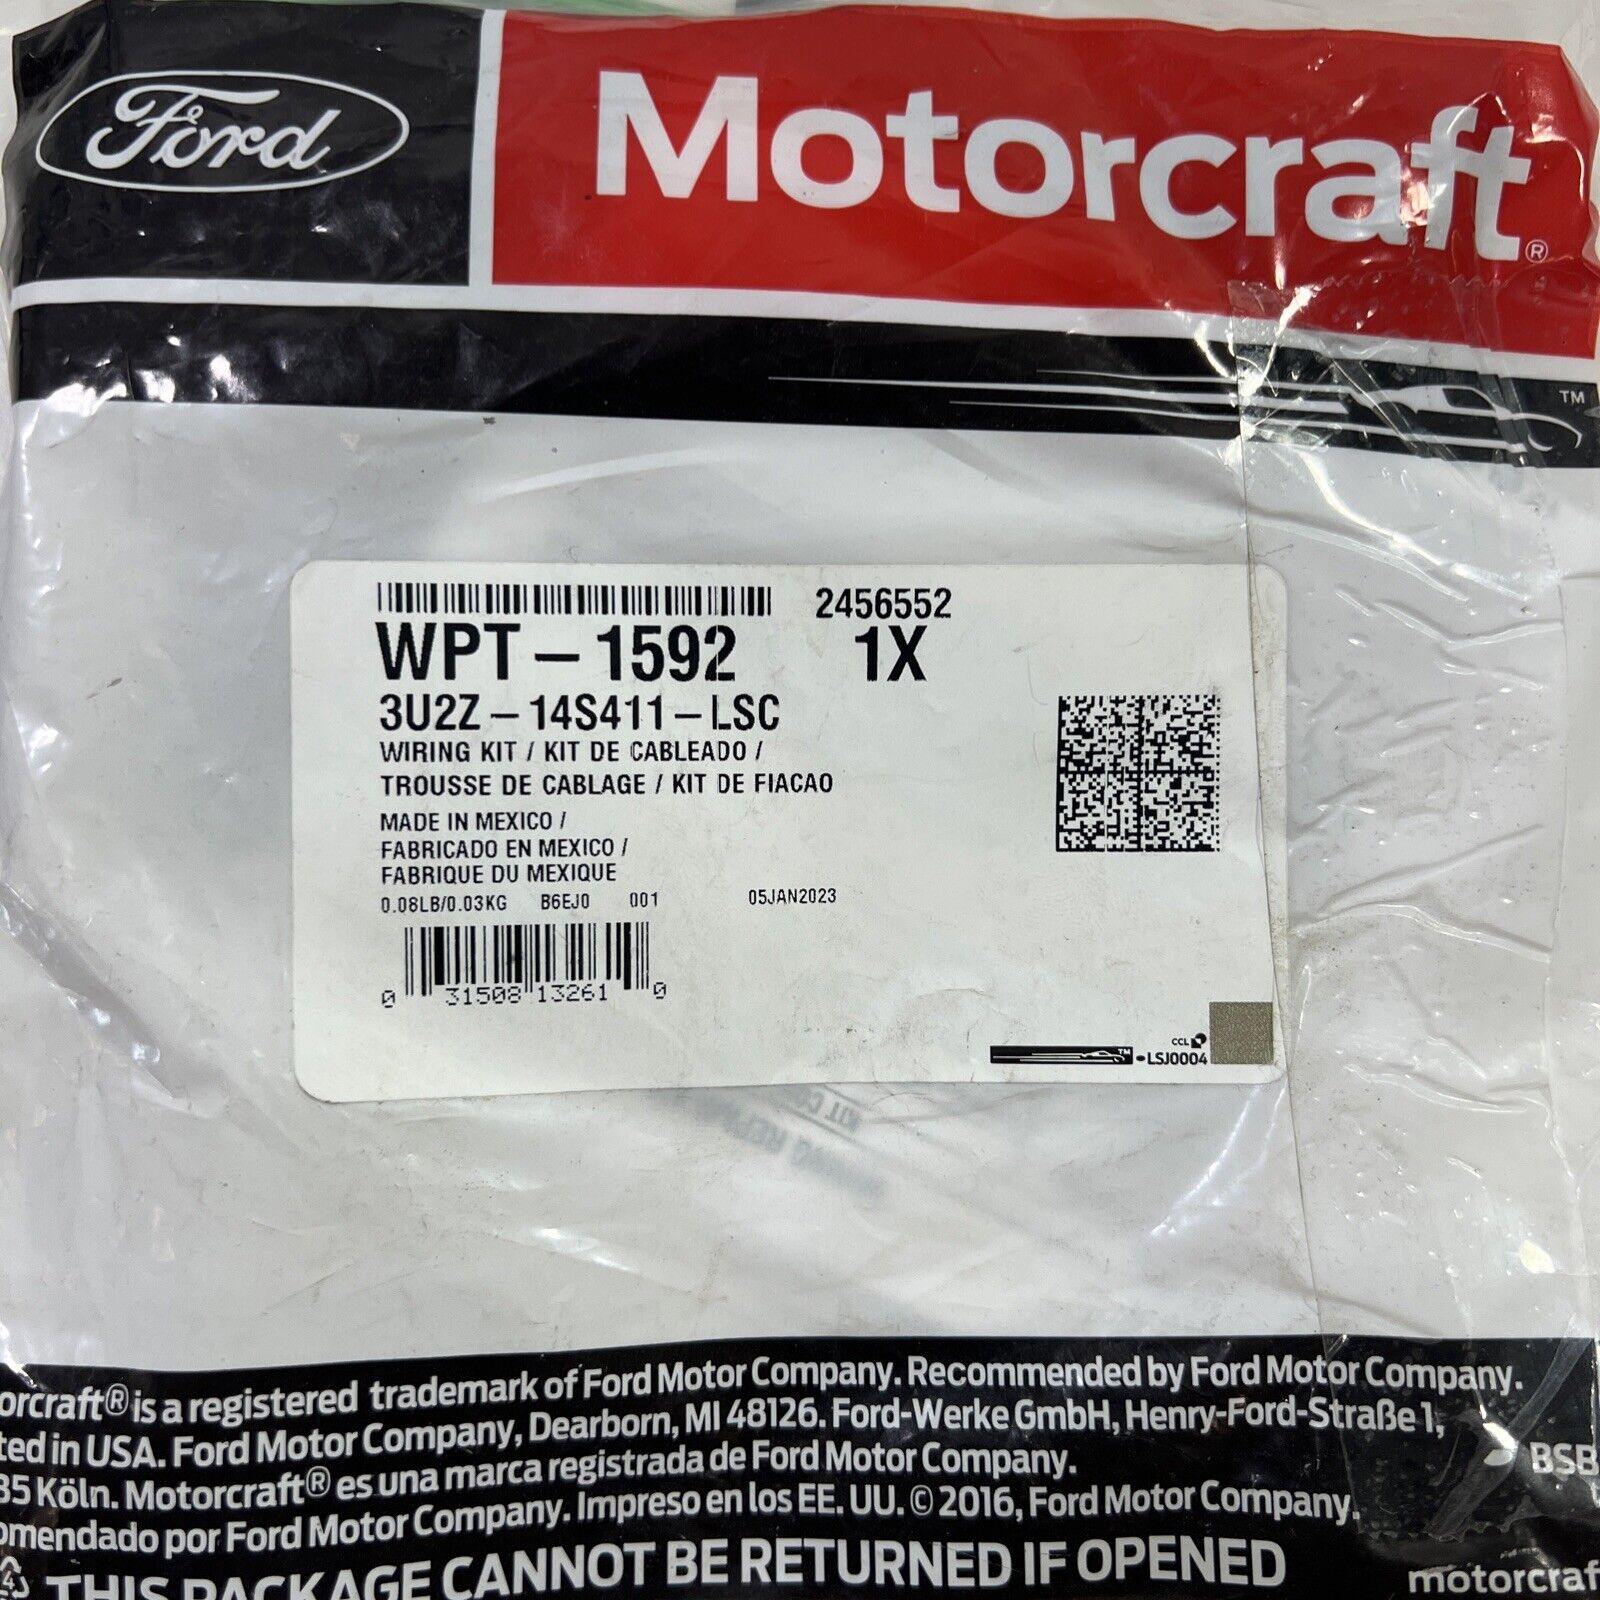 Ford
Motorcraft®
TM
2456552
WPT-1592 1X
3U2Z-14S411-LSC
WIRING KIT / KIT DE CABLEADO /
TROUSSE DE CABLAGE / KIT DE FIACAO
MADE IN MEXICO /
FABRICADO EN MEXICO /
FABRIQUE DU MEXIQUE
0.08LB/0.03KG B6EJ0 001 05JAN2023
0 31508 13261 0
CCL
TM
LSJ0004
KIT
orcraft® is a registered trademark of Ford Motor Company. Recommended by Ford Motor Company.
ted in USA. Ford Motor Company, Dearborn, MI 48126. Ford-Werke GmbH, Henry-Ford-Straße 1,
35 Köln. Motorcraft® es una marca registrada de Ford Motor Company.
BSB
omendado por Ford Motor Company. Impreso en los EE. UU. © 2016, Ford Motor Company.
THIS PACKAGE CANNOT BE RETURNED IF OPENED
motorcraf